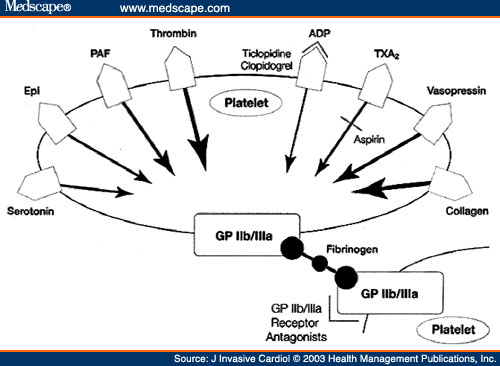 Medscape® www.medscape.com
Thrombin
ADP
PAF
Ticlopidine
Clopidogrel
TXA₂
Epi
Platelet
Vasopressin
Aspirin
Serotonin
Collagen
GP IIb/IIIa
Fibrinogen
GP IIb/IIIa
GP IIb/IIIa
Receptor
Antagonists
Platelet
Source: J Invasive Cardiol © 2003 Health Management Publications, Inc.